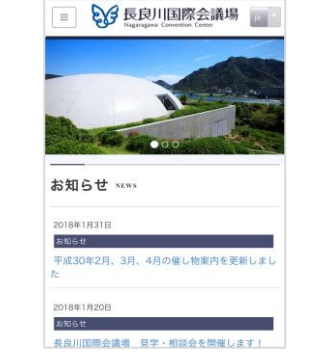 長良川国際会議場
Nagaragawa Convention Center
お知らせ NEWS
2018年1月31日
お知らせ
平成30年2月、3月、4月の催し物案内を更新しまし
た
2018年1月20日
お知らせ
長良川国際会議場 見学・相談会を開催します！